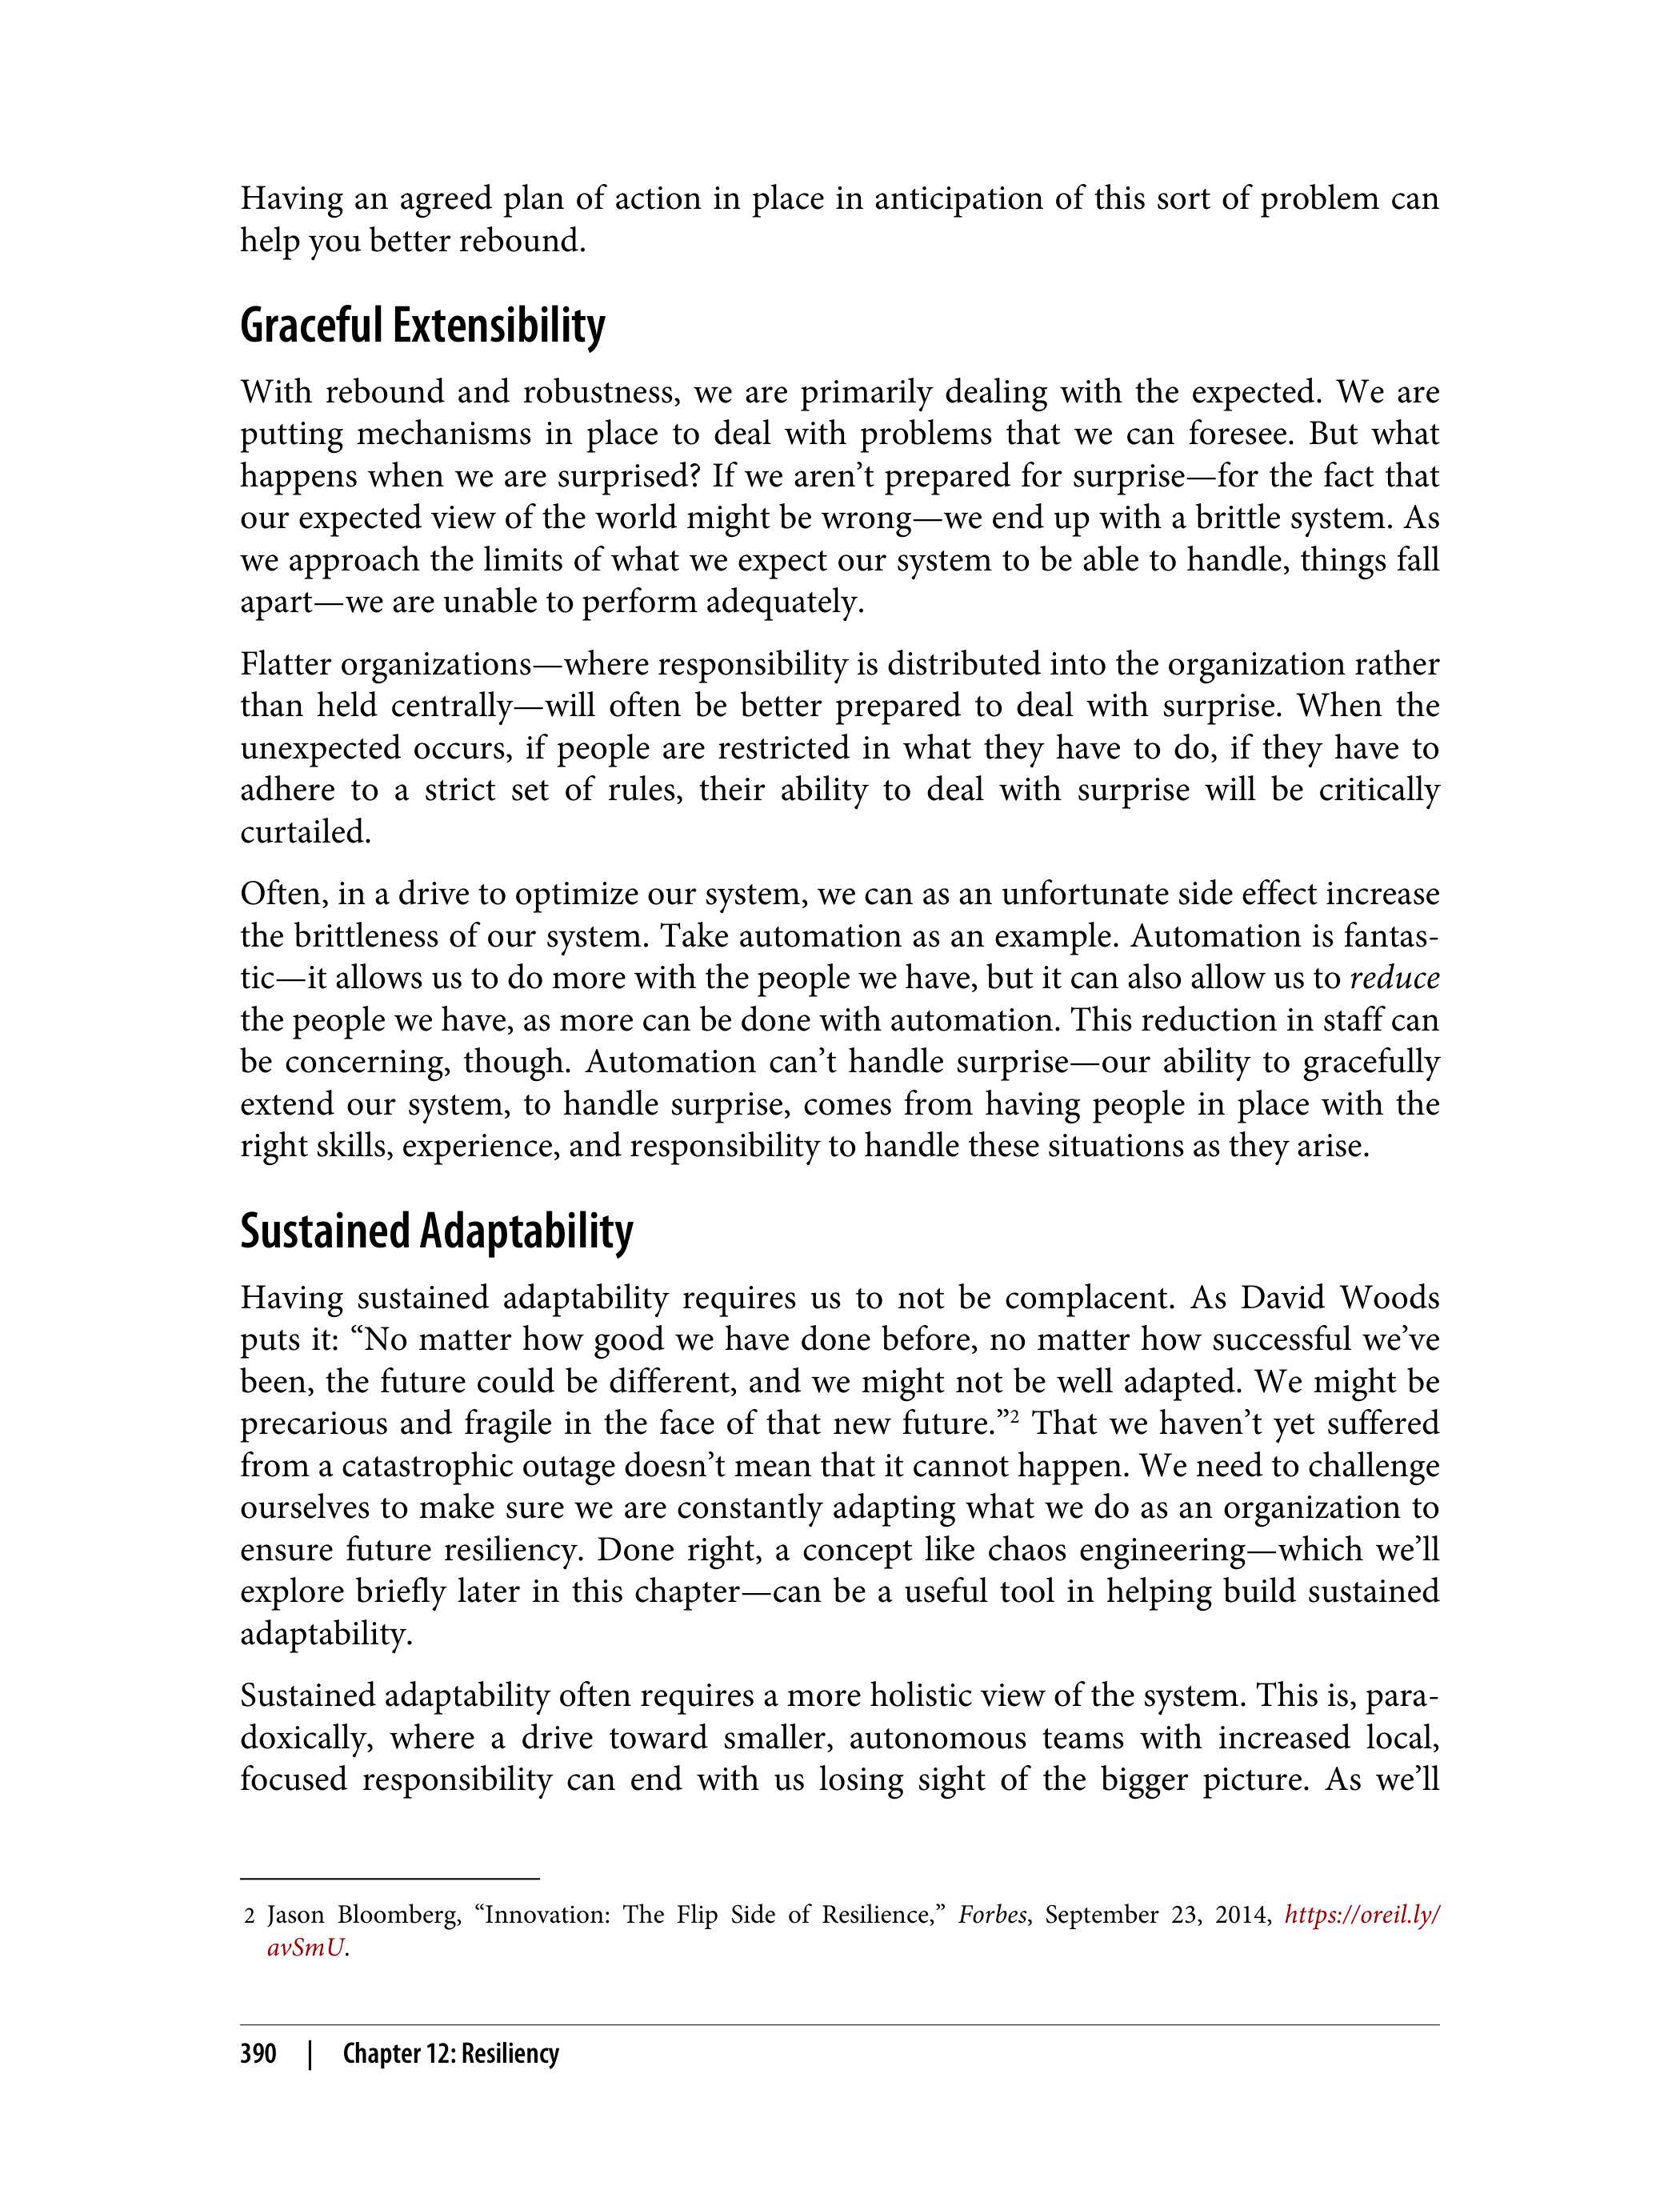 Having an agreed plan of action in place in anticipation of this sort of problem can
help you better rebound.
Graceful Extensibility
With rebound and robustness, we are primarily dealing with the expected. We are
putting mechanisms in place to deal with problems that we can foresee. But what
happens when we are surprised? If we aren’t prepared for surprise—for the fact that
our expected view of the world might be wrong—we end up with a brittle system. As
we approach the limits of what we expect our system to be able to handle, things fall
apart—we are unable to perform adequately.
Flatter organizations—where responsibility is distributed into the organization rather
than held centrally—will often be better prepared to deal with surprise. When the
unexpected occurs, if people are restricted in what they have to do, if they have to
adhere to a strict set of rules, their ability to deal with surprise will be critically
curtailed.
Often, in a drive to optimize our system, we can as an unfortunate side effect increase
the brittleness of our system. Take automation as an example. Automation is fantas-
tic—it allows us to do more with the people we have, but it can also allow us to reduce
the people we have, as more can be done with automation. This reduction in staff can
be concerning, though. Automation can’t handle surprise—our ability to gracefully
extend our system, to handle surprise, comes from having people in place with the
right skills, experience, and responsibility to handle these situations as they arise.
Sustained Adaptability
Having sustained adaptability requires us to not be complacent. As David Woods
puts it: “No matter how good we have done before, no matter how successful we’ve
been, the future could be different, and we might not be well adapted. We might be
precarious and fragile in the face of that new future.”2 That we haven’t yet suffered
from a catastrophic outage doesn’t mean that it cannot happen. We need to challenge
ourselves to make sure we are constantly adapting what we do as an organization to
ensure future resiliency. Done right, a concept like chaos engineering—which we’ll
explore briefly later in this chapter—can be a useful tool in helping build sustained
adaptability.
Sustained adaptability often requires a more holistic view of the system. This is, para-
doxically, where a drive toward smaller, autonomous teams with increased local,
focused responsibility can end with us losing sight of the bigger picture. As we’ll
2 Jason Bloomberg, “Innovation: The Flip Side of Resilience,” Forbes, September 23, 2014, https://oreil.ly/
avSmU.
390 | Chapter 12: Resiliency